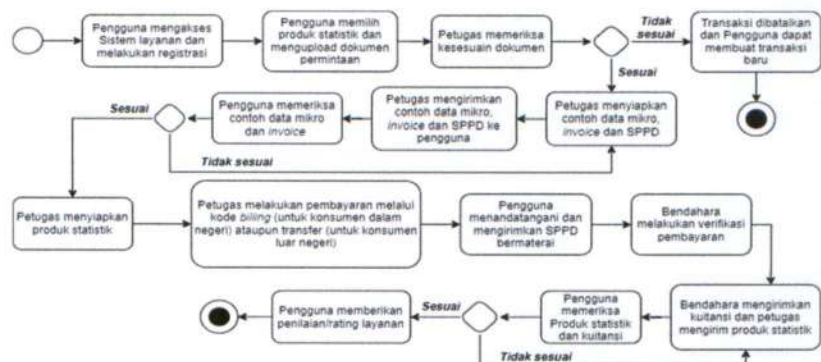 Pengguna mengakses
Sistem layanan dan
melakukan registrasi
Pengguna memilih
produk statistik dan
mengupload dokumen
permintaan
Petugas memeriksa
kesesuain dokumen
Tidak
sesuai
Transaksi dibatalkan
dan Pengguna dapat
membuat transaksi
baru
Sesuai
Petugas menyiapkan
contoh data mikro,
invoice dan SPPD
Petugas mengirimkan
contoh data mikro,
invoice dan SPPD ke
pengguna
Pengguna memeriksa
contoh data mikro
dan invoice
Sesuai
Tidak sesuai
Petugas menyiapkan
produk statistik
Petugas melakukan pembayaran melalui
kode billing (untuk konsumen dalam
negeri) ataupun transfer (untuk konsumen
luar negeri)
Pengguna
menandatangani dan
mengirimkan SPPD
bermaterai
Bendahara
melakukan verifikasi
pembayaran
Bendahara mengirimkan
kuitansi dan petugas
mengirim produk statistik
Pengguna
memeriksa
Produk statistik
dan kuitansi
Sesuai
Pengguna memberikan
penilaian/rating layanan
Tidak sesuai